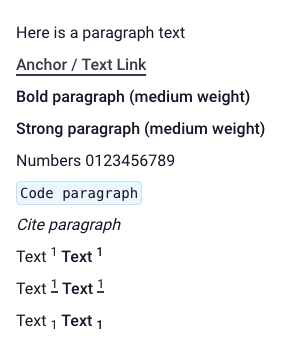 Here is a paragraph text
Anchor / Text Link
Bold paragraph (medium weight)
Strong paragraph (medium weight)
Numbers 0123456789
Code paragraph
Cite paragraph
Text 1 Text 1
Text 1 Text 1
Text 1 Text 1